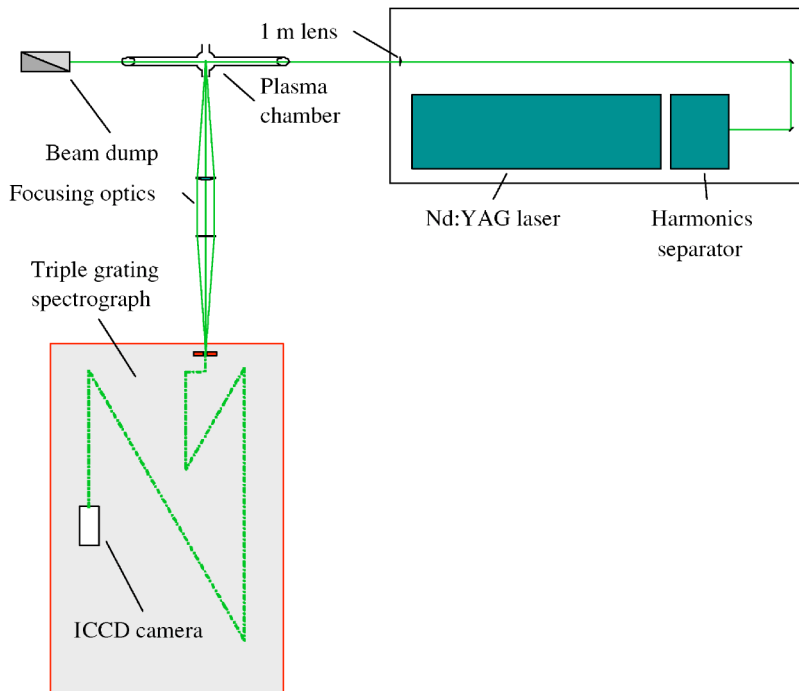 1 m lens
Plasma
chamber
Beam dump
Focusing optics
Nd:YAG laser
Harmonics
separator
Triple grating
spectrograph
ICCD camera